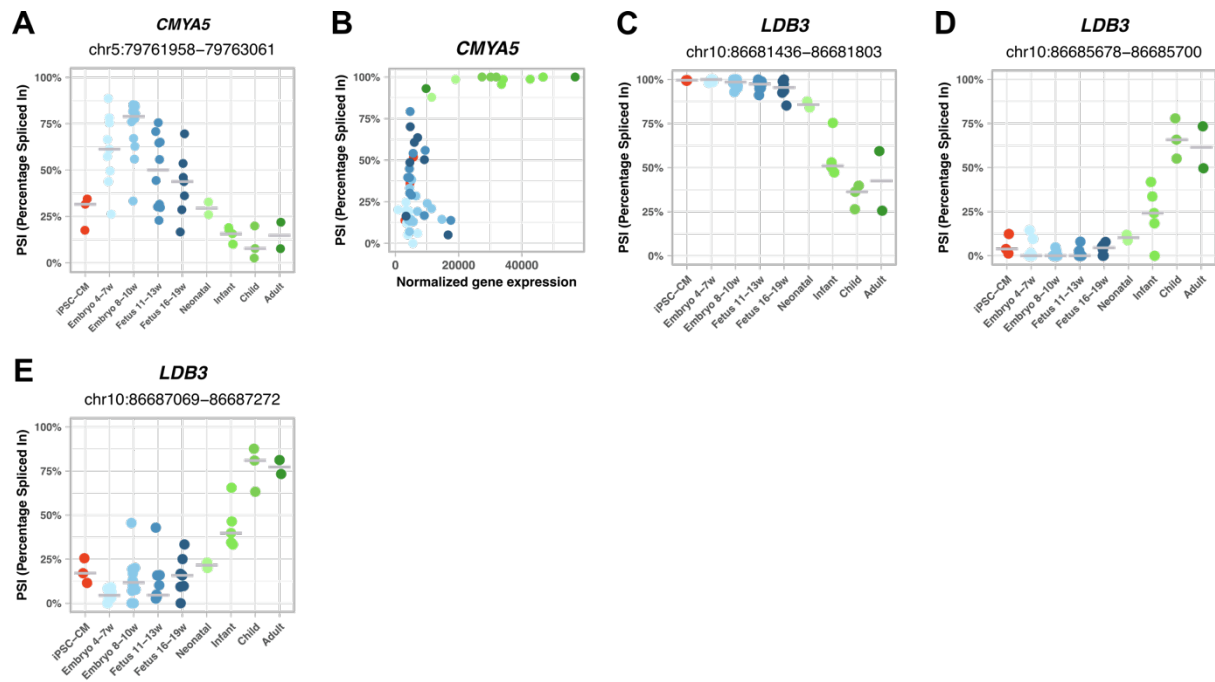 A
CMYA5
chr5:79761958−79763061
PSI (Percentage Spliced In)
100%
75%
50%
25%
0%
iPSC−CM
Embryo 4−7w
Embryo 8−10w
Fetus 11−13w
Fetus 16−19w
Neonatal
Infant
Child
Adult
B
CMYA5
PSI (Percentage Spliced In)
100%
75%
50%
25%
0%
0
20000
40000
Normalized gene expression
C
LDB3
chr10:86681436−86681803
PSI (Percentage Spliced In)
100%
75%
50%
25%
0%
iPSC−CM
Embryo 4−7w
Embryo 8−10w
Fetus 11−13w
Fetus 16−19w
Neonatal
Infant
Child
Adult
D
LDB3
chr10:86685678−86685700
PSI (Percentage Spliced In)
100%
75%
50%
25%
0%
iPSC−CM
Embryo 4−7w
Embryo 8−10w
Fetus 11−13w
Fetus 16−19w
Neonatal
Infant
Child
Adult
E
LDB3
chr10:86687069−86687272
PSI (Percentage Spliced In)
100%
75%
50%
25%
0%
iPSC−CM
Embryo 4−7w
Embryo 8−10w
Fetus 11−13w
Fetus 16−19w
Neonatal
Infant
Child
Adult